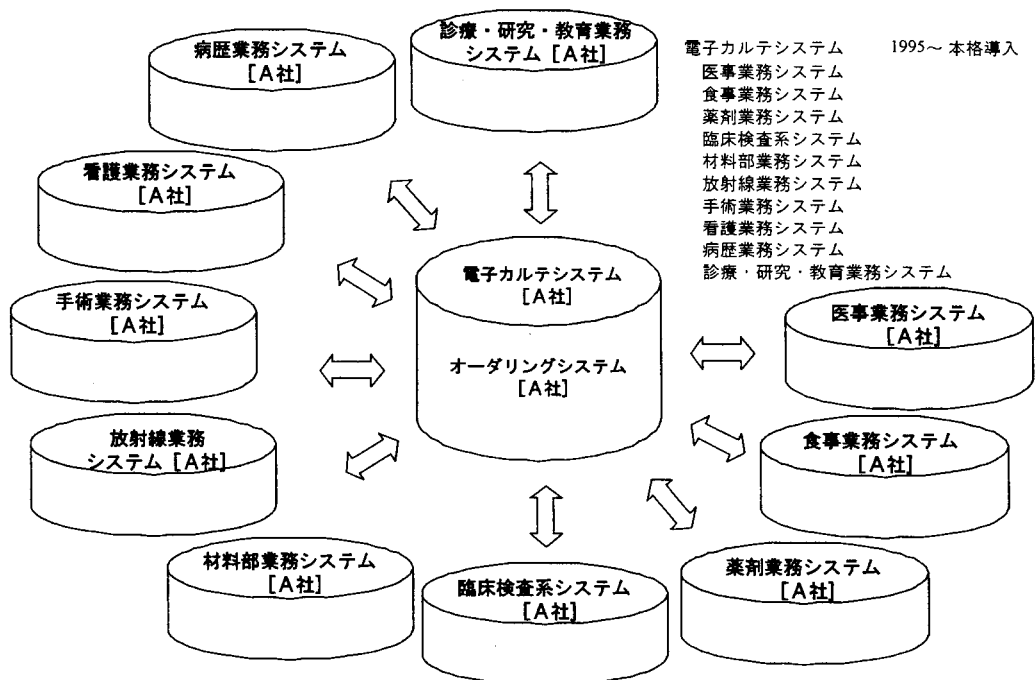 病歴業務システム
[A社]
診療・研究・教育業務
システム [A社]
電子カルテシステム 1995～ 本格導入
医事業務システム
食事業務システム
薬剤業務システム
臨床検査系システム
材料部業務システム
放射線業務システム
手術業務システム
看護業務システム
病歴業務システム
診療・研究・教育業務システム
看護業務システム
[A社]
電子カルテシステム
[A社]
オーダリングシステム
[A社]
手術業務システム
[A社]
医事業務システム
[A社]
放射線業務
システム [A社]
食事業務システム
[A社]
材料部業務システム
[A社]
臨床検査系システム
[A社]
薬剤業務システム
[A社]